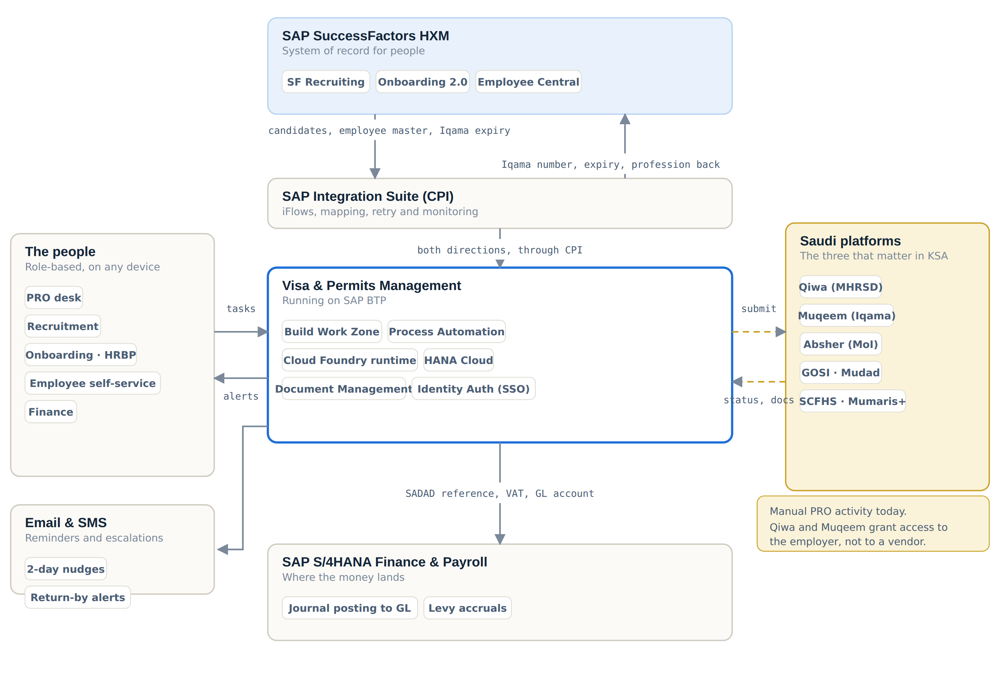 SAP SuccessFactors HXM
System of record for people
SF Recruiting
Onboarding 2.0
Employee Central
candidates, employee master, Iqama expiry
Iqama number, expiry, profession back
SAP Integration Suite (CPI)
iFlows, mapping, retry and monitoring
both directions, through CPI
The people
Role-based, on any device
PRO desk
Recruitment
Onboarding · HRBP
Employee self-service
Finance
tasks
alerts
Visa & Permits Management
Running on SAP BTP
Build Work Zone
Process Automation
Cloud Foundry runtime
HANA Cloud
Document Management
Identity Auth (SSO)
submit
status, docs
Saudi platforms
The three that matter in KSA
Qiwa (MHRSD)
Muqeem (Iqama)
Absher (MoI)
GOSI · Mudad
SCFHS · Mumaris+
Manual PRO activity today.
Qiwa and Muqeem grant access to
the employer, not to a vendor.
SADAD reference, VAT, GL account
Email & SMS
Reminders and escalations
2-day nudges
Return-by alerts
SAP S/4HANA Finance & Payroll
Where the money lands
Journal posting to GL
Levy accruals